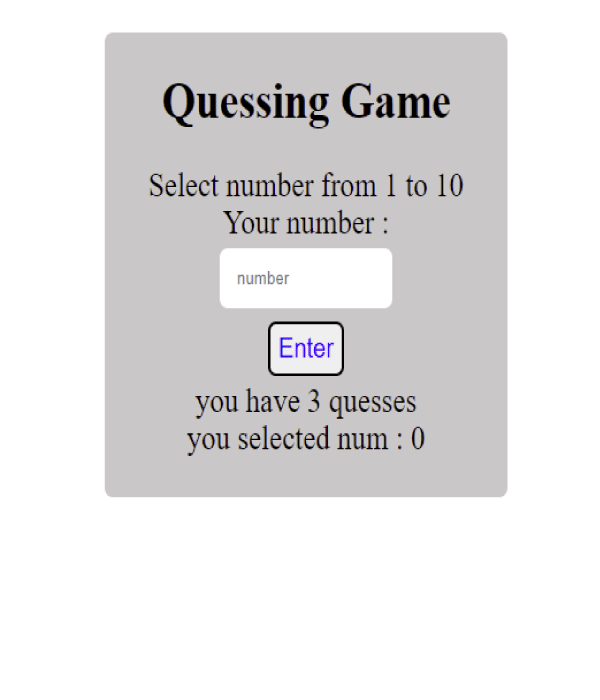 Quessing Game
Select number from 1 to 10
Your number :
number
Enter
you have 3 quesses
you selected num : 0